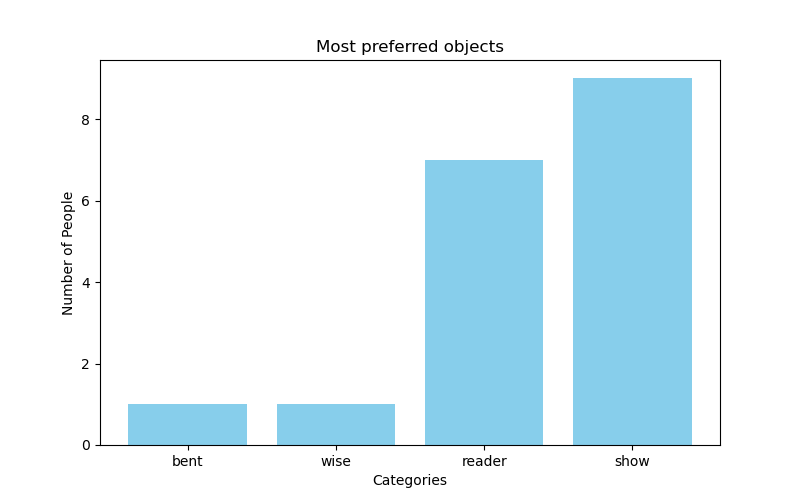 Most preferred objects
Number of People
8
6
4
2
0
bent wise reader show
Categories